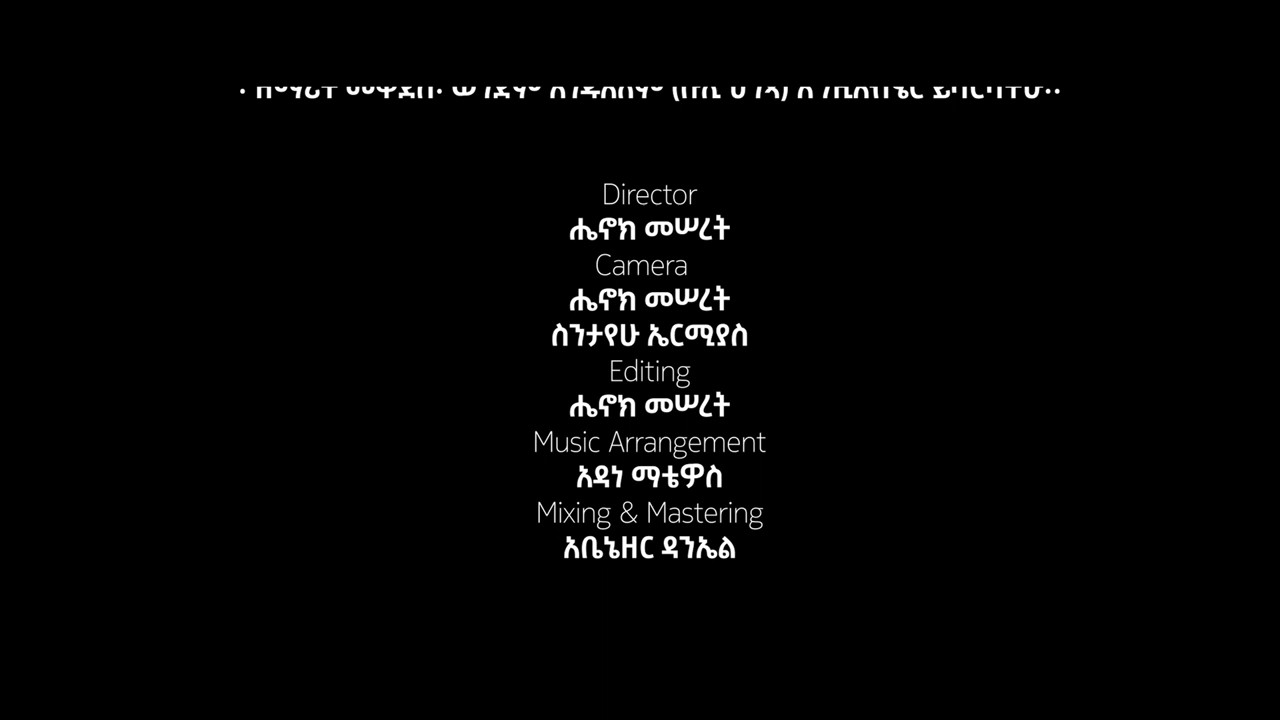 Director
ሔኖክ መሠረት
Camera
ሔኖክ መሠረት
ስንታየሁ ኤርሚያስ
Editing
ሔኖክ መሠረት
Music Arrangement
አዳነ ማቴዎስ
Mixing & Mastering
አቤኔዘር ዳንኤል